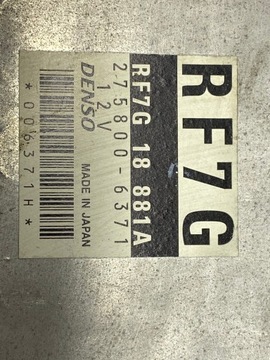 RF7G
RF7G 18 881A
275800-6371
12V
DENSO MADE IN JAPAN
*006371H*